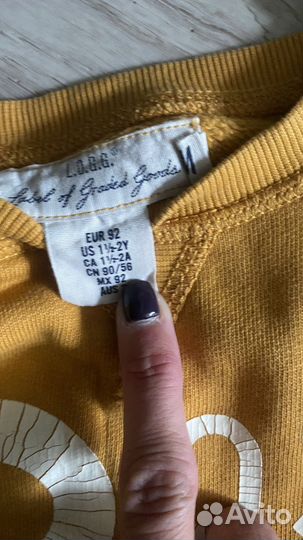 L.O.G.G.
Label of Graded Goods
EUR 92
US 1½-2Y
CA 1½-2A
CN 90/56
MX 92
AUS
Avito